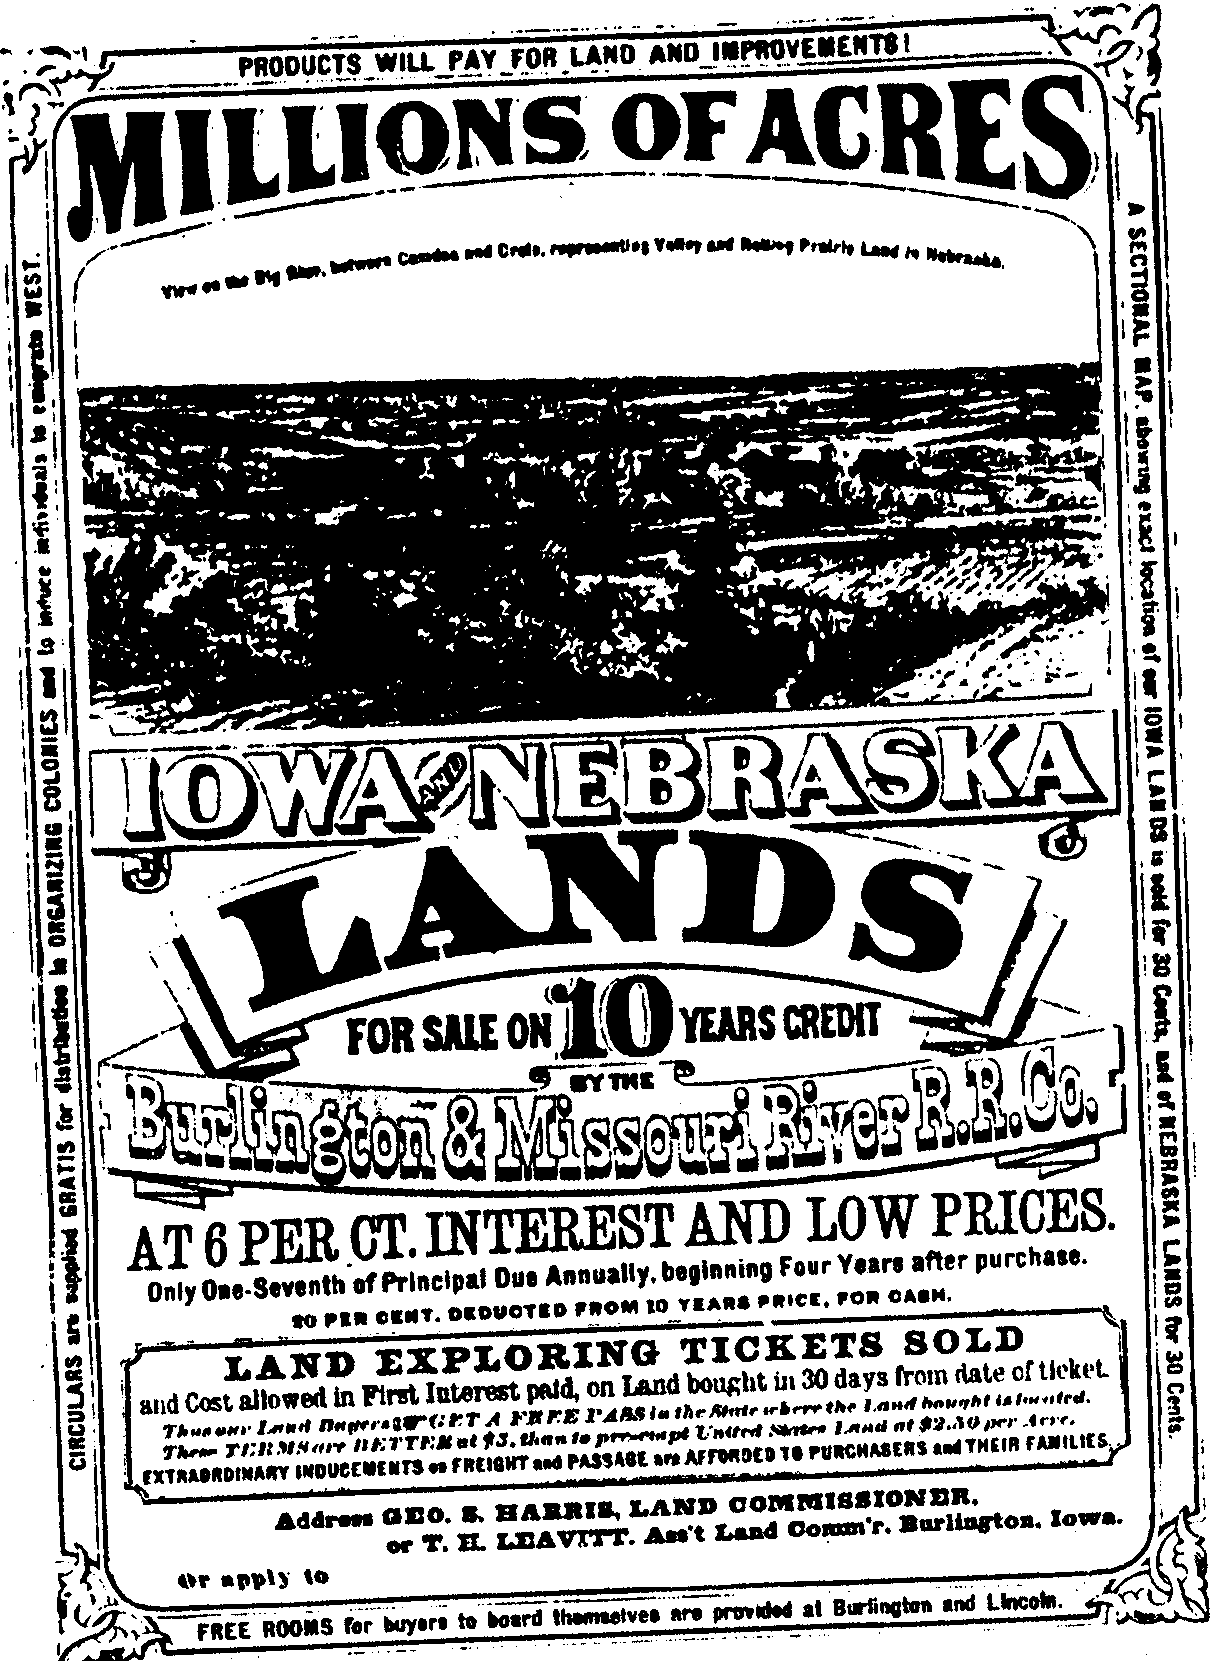 PRODUCTS WILL PAY FOR LAND AND IMPROVEMENTS!
MILLIONS OF ACRES
View on the Big Blue, between Camden and Crete, representing Valley and Rolling Prairie Land in Nebraska.
IOWA AND NEBRASKA
LANDS
FOR SALE ON 10 YEARS CREDIT
BY THE
Burlington & Missouri River R.R.Co.
AT 6 PER CT. INTEREST AND LOW PRICES.
Only One-Seventh of Principal Due Annually, beginning Four Years after purchase.
20 PER CENT. DEDUCTED FROM 10 YEARS PRICE, FOR CASH.
LAND EXPLORING TICKETS SOLD
and Cost allowed in First Interest paid, on Land bought in 30 days from date of ticket.
Thus our Land Buyers GET A FREE PASS in the State where the Land bought is located.
These TERMS are BETTER at $5, than to pre-empt United States Land at $2.50 per Acre.
EXTRAORDINARY INDUCEMENTS on FREIGHT and PASSAGE are AFFORDED TO PURCHASERS and THEIR FAMILIES.
Address GEO. S. HARRIS, LAND COMMISSIONER,
or T. H. LEAVITT, Ass't Land Comm'r, Burlington, Iowa.
Or apply to
FREE ROOMS for buyers to board themselves are provided at Burlington and Lincoln.
CIRCULARS are supplied GRATIS for distribution in ORGANIZING COLONIES and to induce individuals to emigrate WEST.
A SECTIONAL MAP, showing exact location of our IOWA LANDS is sold for 30 Cents, and of NEBRASKA LANDS for 30 Cents.